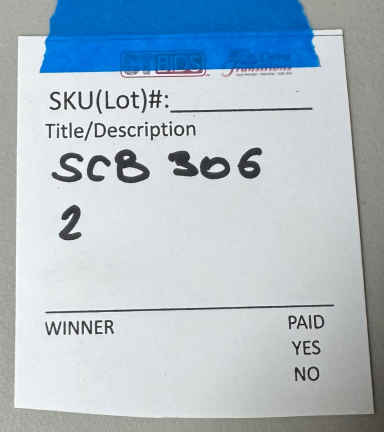 SKU(Lot)#:
Title/Description
SCB 306
2
WINNER PAID
YES
NO